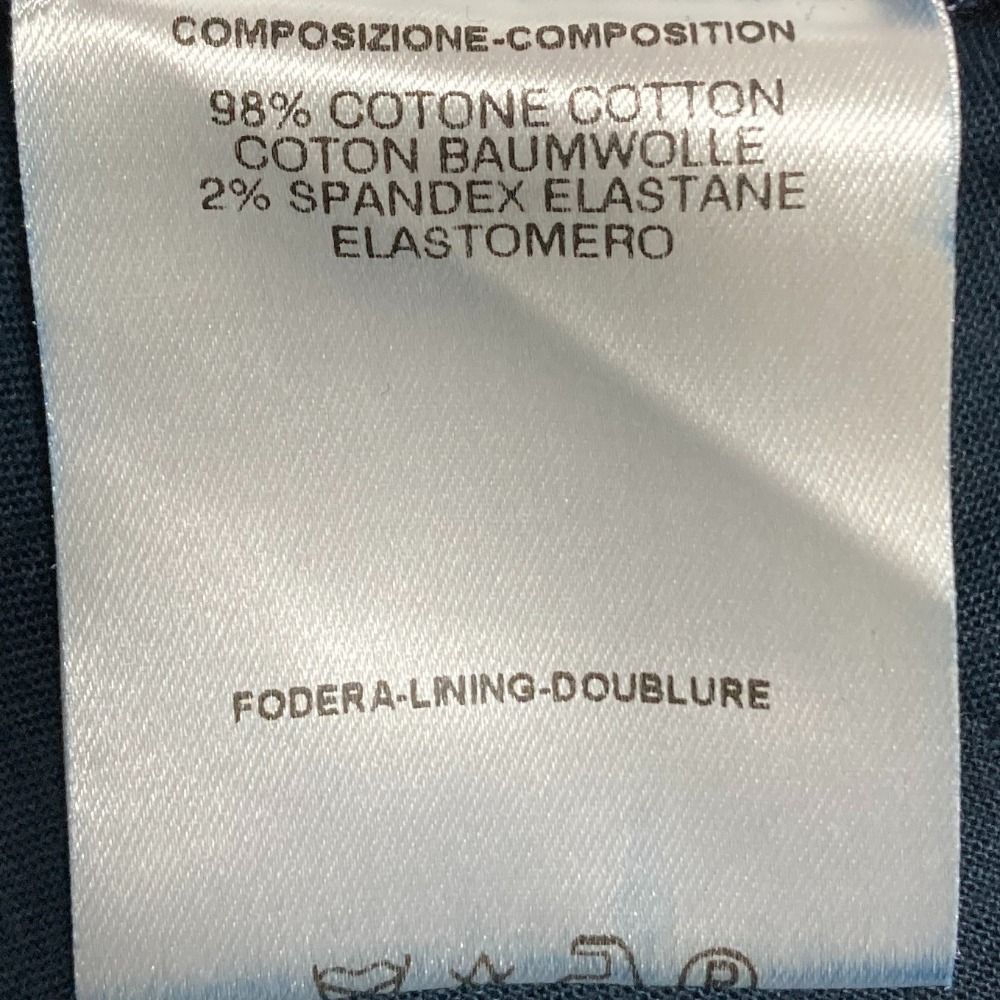 COMPOSIZIONE-COMPOSITION
98% COTONE COTTON
COTON BAUMWOLLE
2% SPANDEX ELASTANE
ELASTOMERO
FODERA-LINING-DOUBLURE
P